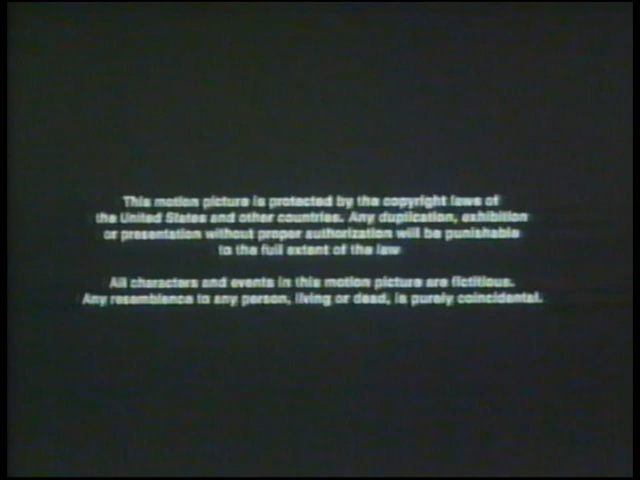 This motion picture is protected by the copyright laws of
the United States and other countries. Any duplication, exhibition
or presentation without proper authorization will be punishable
to the full extent of the law
All characters and events in this motion picture are fictitious.
Any resemblance to any person, living or dead, is purely coincidental.